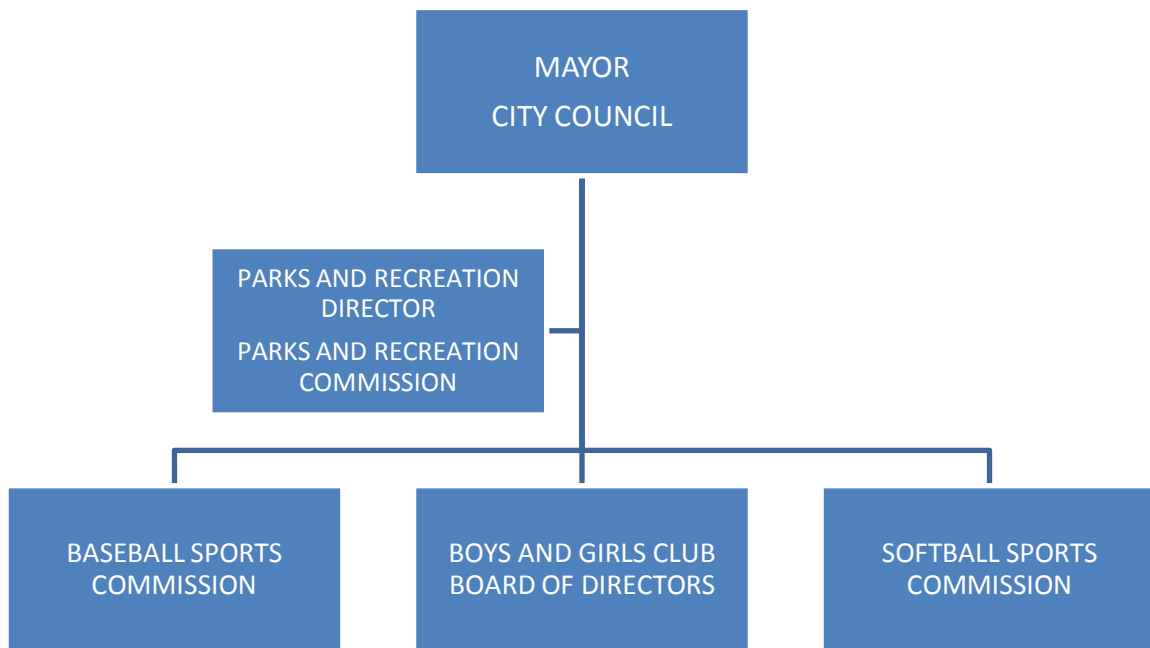 MAYOR
CITY COUNCIL
PARKS AND RECREATION
DIRECTOR
PARKS AND RECREATION
COMMISSION
BASEBALL SPORTS
COMMISSION
BOYS AND GIRLS CLUB
BOARD OF DIRECTORS
SOFTBALL SPORTS
COMMISSION